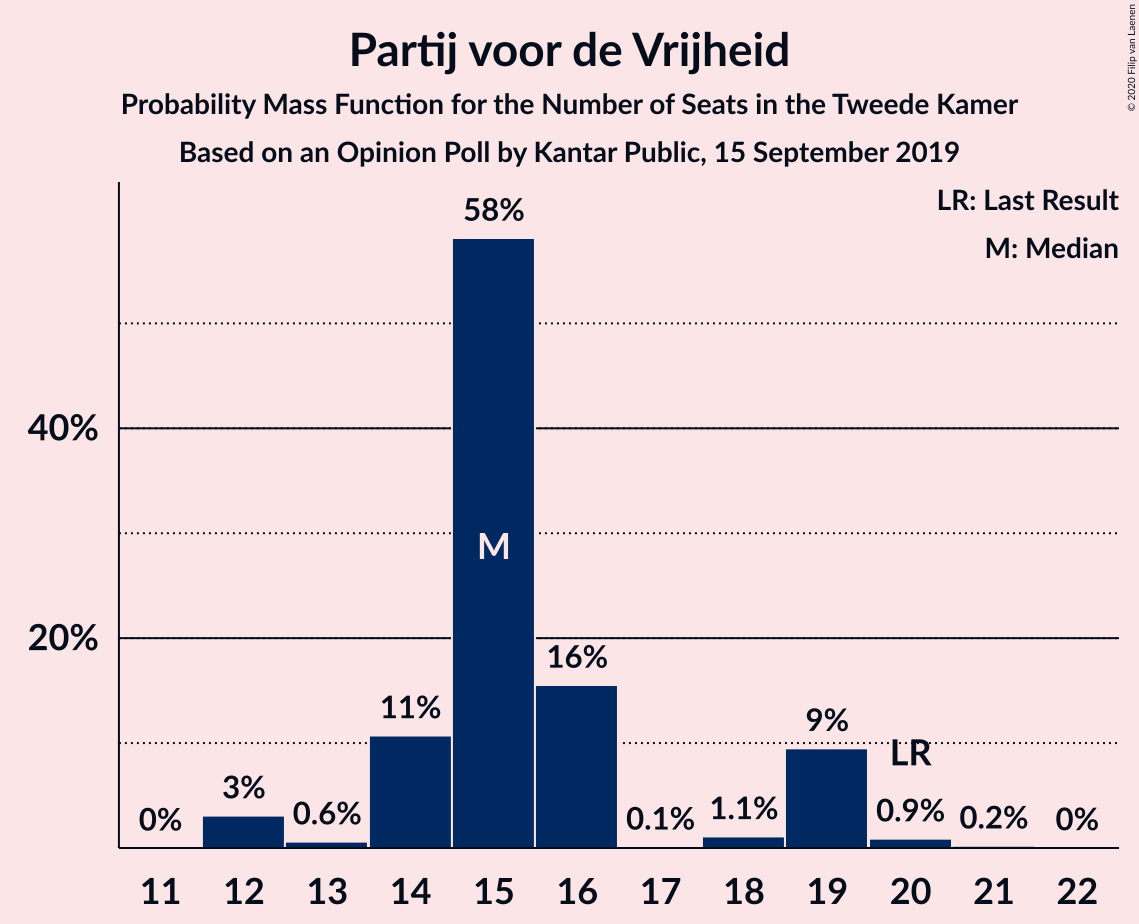 Partij voor de Vrijheid
Probability Mass Function for the Number of Seats in the Tweede Kamer
Based on an Opinion Poll by Kantar Public, 15 September 2019
© 2020 Filip van Laenen
LR: Last Result
M: Median
40%
20%
0%
3%
0.6%
11%
58%
M
16%
0.1%
1.1%
9%
LR
0.9%
0.2%
0%
11 12 13 14 15 16 17 18 19 20 21 22